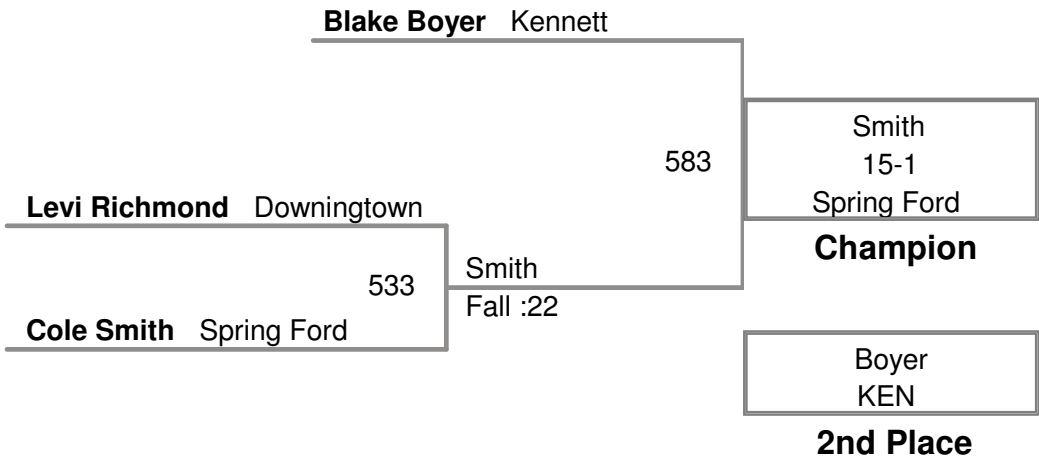 Blake Boyer Kennett
583
Smith
15-1
Spring Ford
Champion
Levi Richmond Downingtown
533
Smith
Fall :22
Cole Smith Spring Ford
Boyer
KEN
2nd Place